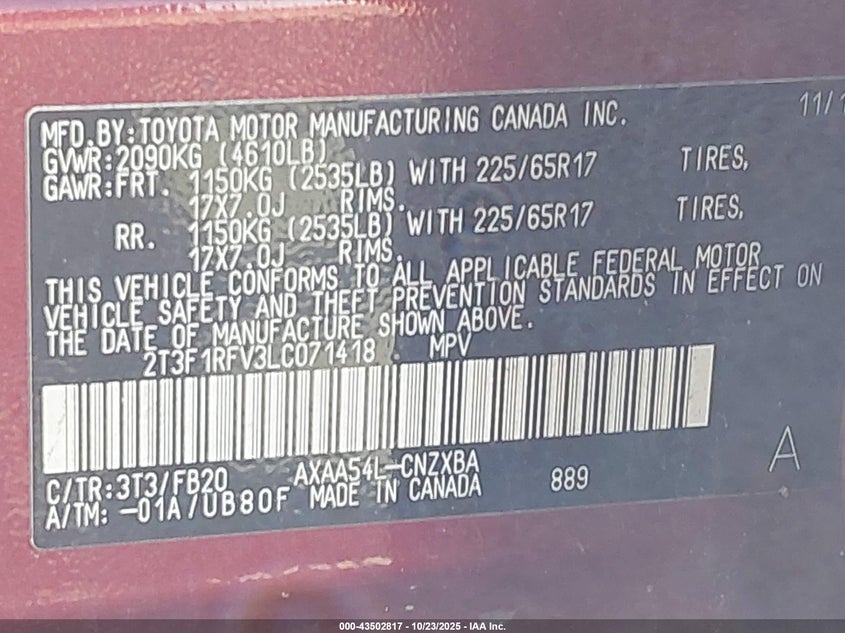 MFD.BY:TOYOTA MOTOR MANUFACTURING CANADA INC. 11/1
GVWR:2090KG (4610LB)
GAWR:FRT. 1150KG (2535LB) WITH 225/65R17 TIRES,
17X7.0J RIMS.
RR. 1150KG (2535LB) WITH 225/65R17 TIRES,
17X7.0J RIMS.
THIS VEHICLE CONFORMS TO ALL APPLICABLE FEDERAL MOTOR
VEHICLE SAFETY AND THEFT PREVENTION STANDARDS IN EFFECT ON
THE DATE OF MANUFACTURE SHOWN ABOVE.
2T3F1RFV3LC071418 . MPV
C/TR:3T3/FB20 AXAA54L-CNZXBA A
A/TM: -01A/UB80F MADE IN CANADA 889
000-43502817 - 10/23/2025 - IAA Inc.